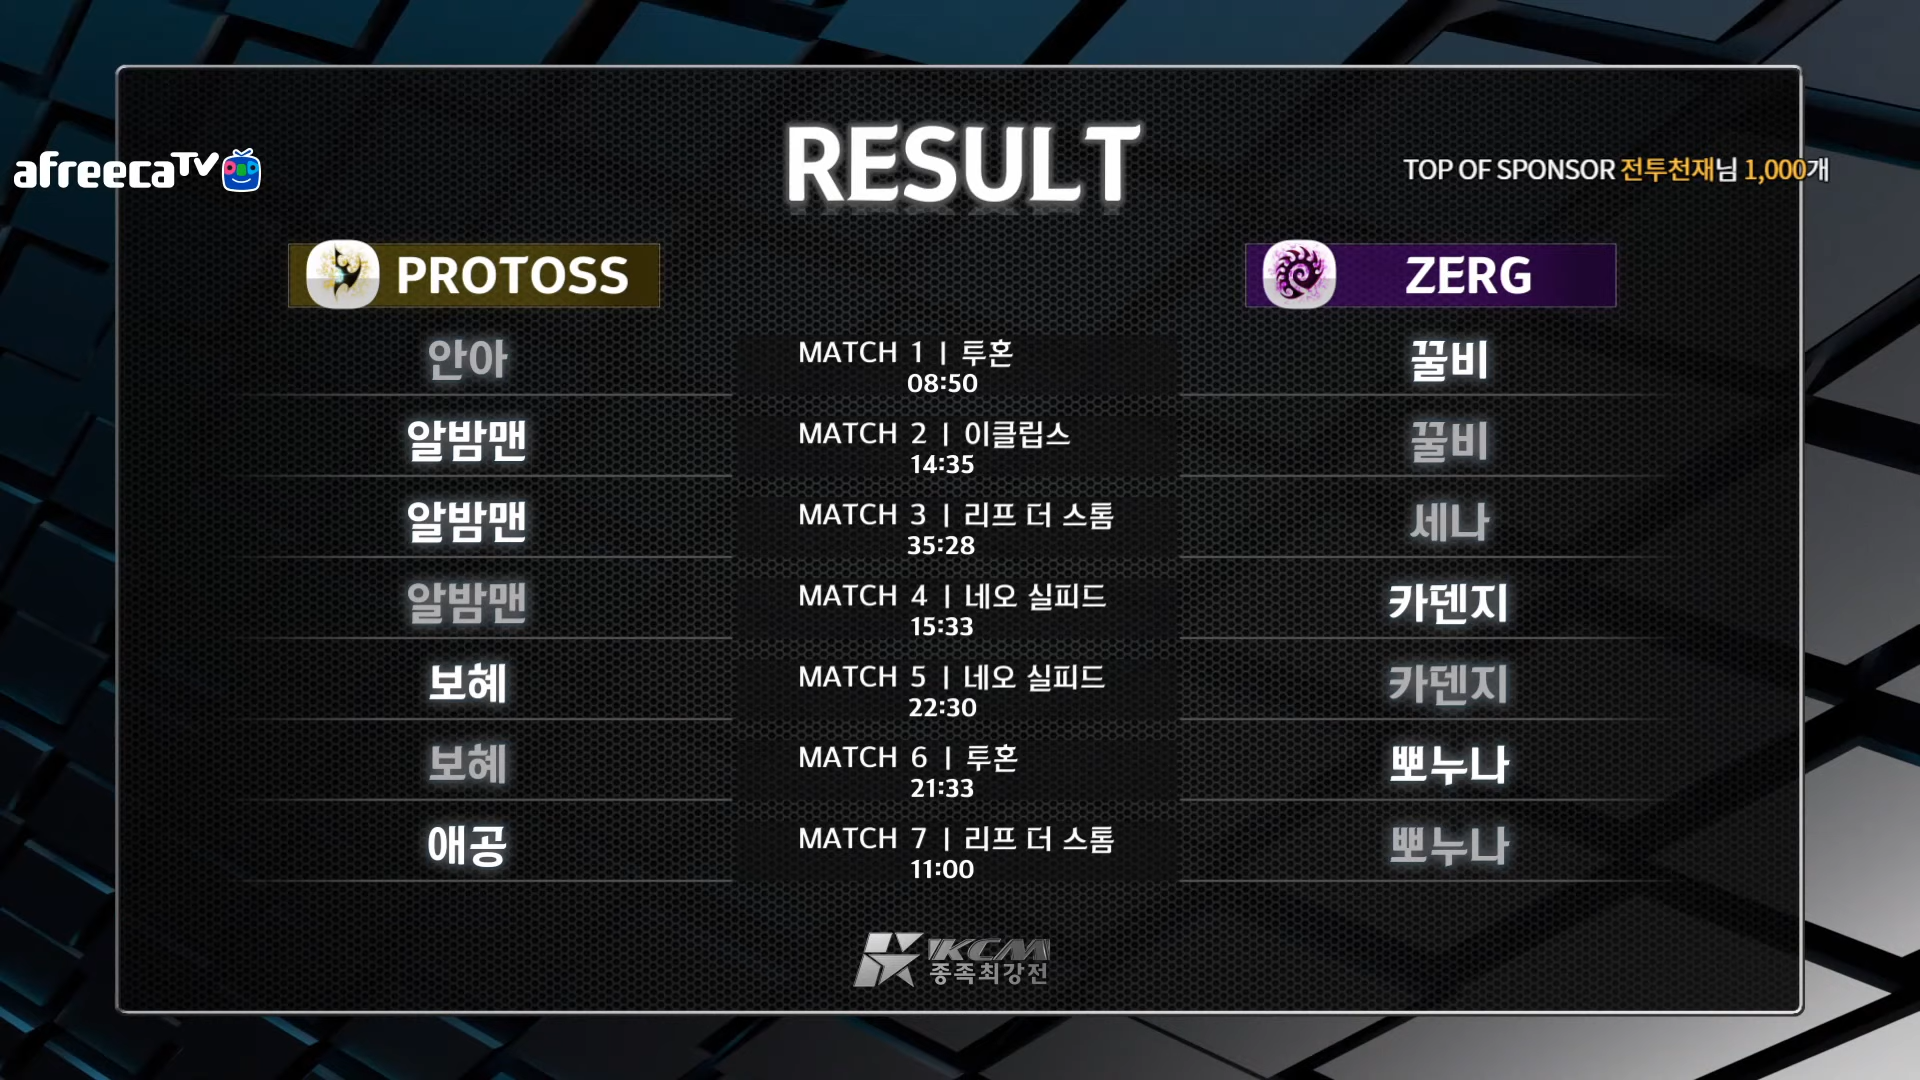 RESULT
afreecaTV
TOP OF SPONSOR 전투천재님 1,000개
PROTOSS
ZERG
안아
MATCH 1 | 투혼
08:50
꿀비
알밤맨
MATCH 2 | 이클립스
14:35
꿀비
알밤맨
MATCH 3 | 리프 더 스톰
35:28
세나
알밤맨
MATCH 4 | 네오 실피드
15:33
카덴지
보혜
MATCH 5 | 네오 실피드
22:30
카덴지
보혜
MATCH 6 | 투혼
21:33
뽀누나
애공
MATCH 7 | 리프 더 스톰
11:00
뽀누나
KCM
종족최강전